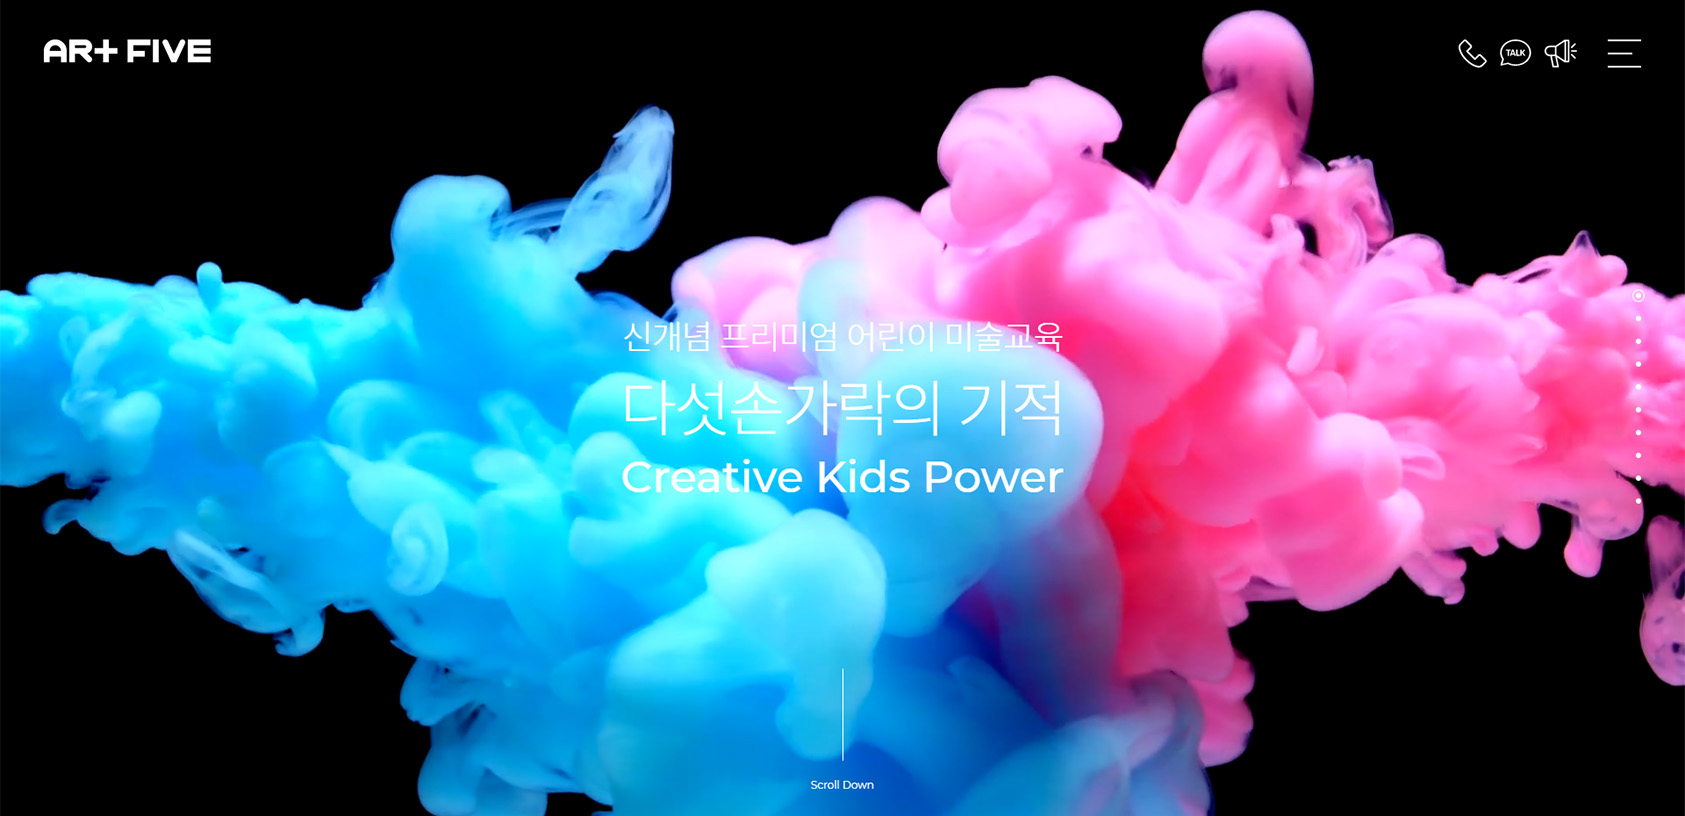 ART FIVE
TALK
신개념 프리미엄 어린이 미술교육
다섯손가락의 기적
Creative Kids Power
Scroll Down